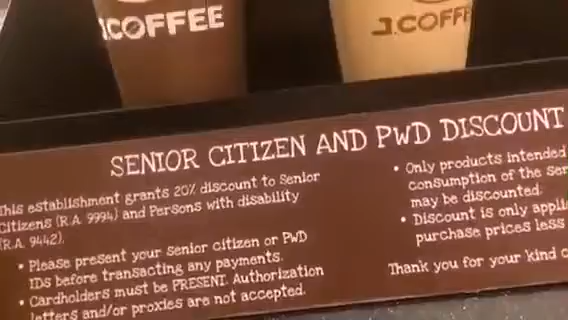 J.COFFEE
J.COFF
SENIOR CITIZEN AND PWD DISCOUNT
This establishment grants 20% discount to Senior
Citizens (R.A. 9994) and Persons with disability
(R.A. 9442).
• Please present your senior citizen or PWD
IDs before transacting any payments.
• Cardholders must be PRESENT. Authorization
letters and/or proxies are not accepted.
• Only products intended
consumption of the
may be discounted.
• Discount is only
purchase prices less
Thank you for your kind